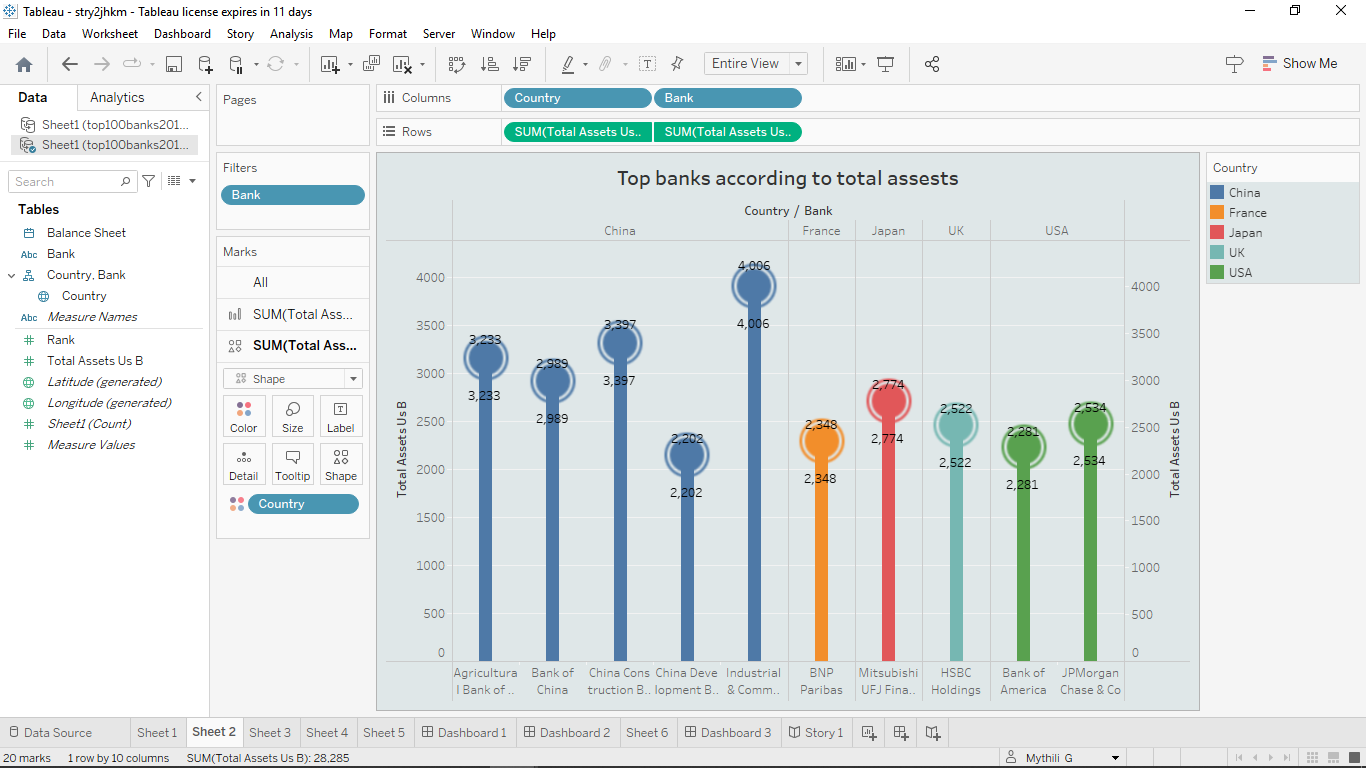 Tableau - stry2jhkm - Tableau license expires in 11 days
File Data Worksheet Dashboard Story Analysis Map Format Server Window Help
Entire View
Show Me
Data Analytics
Sheet1 (top100banks201...
Sheet1 (top100banks201...
Search
Tables
Balance Sheet
Abc Bank
Country, Bank
Country
Abc Measure Names
Rank
Total Assets Us B
Latitude (generated)
Longitude (generated)
Sheet1 (Count)
Measure Values
Pages
Filters
Bank
Marks
All
SUM(Total Ass...
SUM(Total Ass...
Shape
Color Size Label
Detail Tooltip Shape
Country
Columns Country Bank
Rows SUM(Total Assets Us.. SUM(Total Assets Us..
Top banks according to total assests
Country / Bank
China France Japan UK USA
Total Assets Us B
4000
3500
3000
2500
2000
1500
1000
500
0
3,233
3,233
2,989
2,989
3,397
3,397
2,202
2,202
4,006
4,006
2,348
2,348
2,774
2,774
2,522
2,522
2,281
2,281
2,534
2,534
4000
3500
3000
2500
2000
1500
1000
500
0
Total Assets Us B
Agricultura
l Bank of ..
Bank of
China
China Cons
truction B..
China Deve
lopment B..
Industrial
& Comm..
BNP
Paribas
Mitsubishi
UFJ Fina..
HSBC
Holdings
Bank of
America
JPMorgan
Chase & Co
Country
China
France
Japan
UK
USA
Data Source Sheet 1 Sheet 2 Sheet 3 Sheet 4 Sheet 5 Dashboard 1 Dashboard 2 Sheet 6 Dashboard 3 Story 1
20 marks 1 row by 10 columns SUM(Total Assets Us B): 28,285 Mythili G